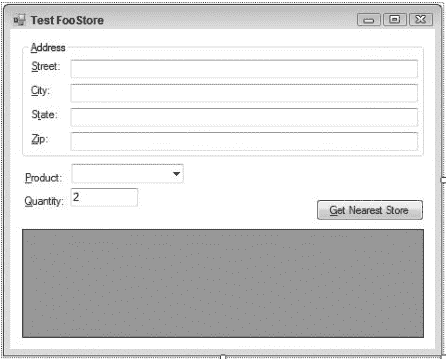 Test FooStore
Address
Street:
City:
State:
Zip:
Product:
Quantity: 2
Get Nearest Store